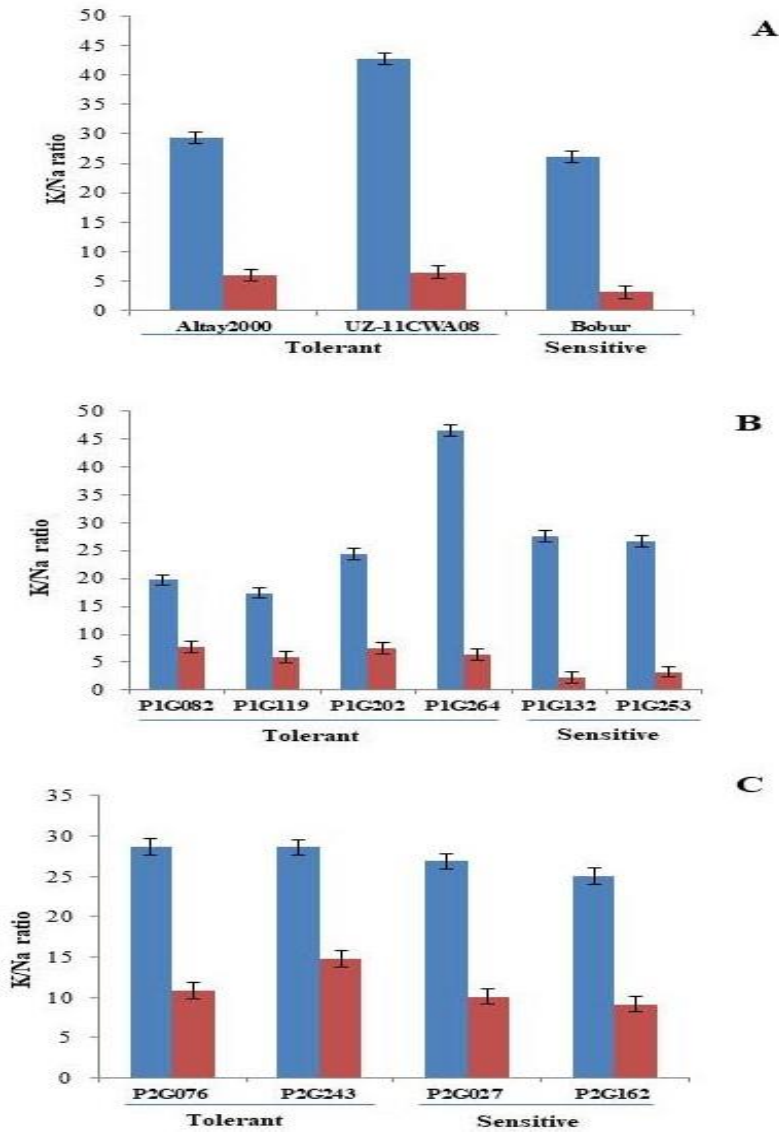 A
50
45
40
35
30
25
20
15
10
5
0
K/Na ratio
Altay2000 UZ-11CWA08 Bobur
Tolerant Sensitive
B
50
45
40
35
30
25
20
15
10
5
0
K/Na ratio
P1G082 P1G119 P1G202 P1G264 P1G132 P1G253
Tolerant Sensitive
C
35
30
25
20
15
10
5
0
K/Na ratio
P2G076 P2G243 P2G027 P2G162
Tolerant Sensitive